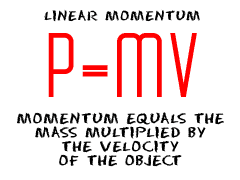 LINEAR MOMENTUM
P=MV
MOMENTUM EQUALS THE
MASS MULTIPLIED BY
THE VELOCITY
OF THE OBJECT